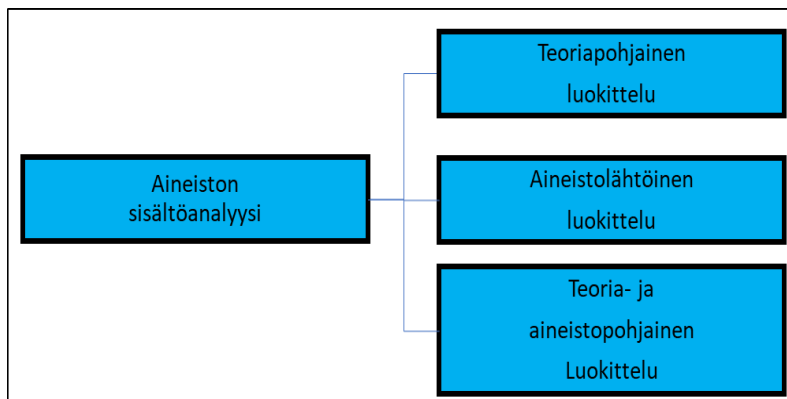 Teoriapohjainen
luokittelu
Aineiston
sisältöanalyysi
Aineistolähtöinen
luokittelu
Teoria- ja
aineistopohjainen
Luokittelu